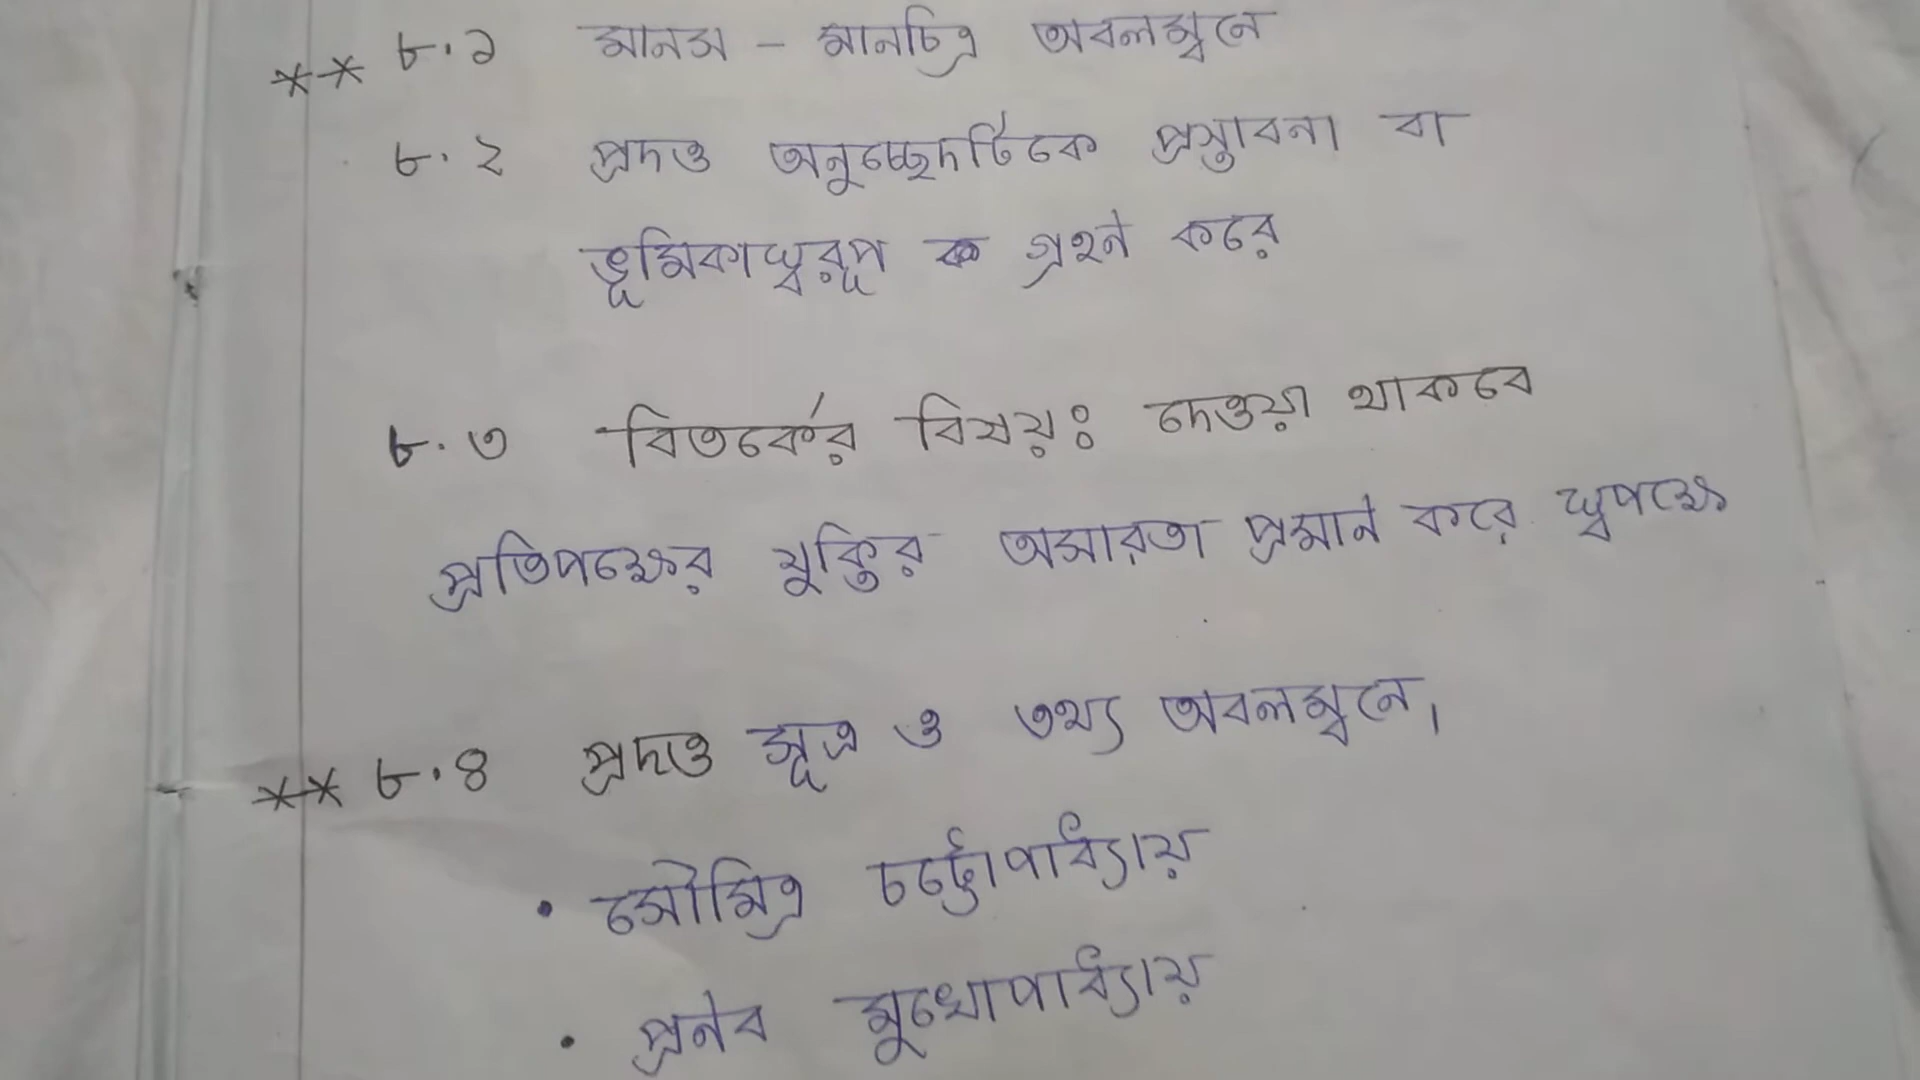 ** ৮.১ মানস - মানচিত্র অবলম্বনে
৮.২ প্রদত্ত অনুচ্ছেদটিকে প্রস্তাবনা বা
ভূমিকাস্বরূপ গ্রহন করে
৮.৩ বিতর্কের বিষয়ঃ দেওয়া থাকবে
প্রতিপক্ষের যুক্তির অসারতা প্রমান করে স্বপক্ষে
** ৮.৪ প্রদত্ত সূত্র ও তথ্য অবলম্বনে,
• সৌমিত্র চট্টোপাধ্যায়
• প্রনব মুখোপাধ্যায়